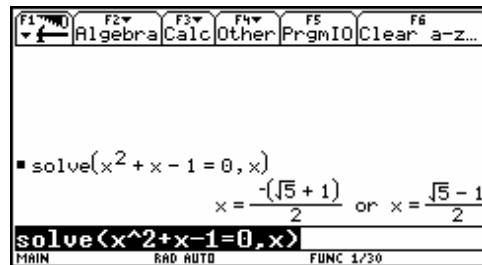 F1 F2 Algebra F3 Calc F4 Other F5 PrgmIO F6 Clear a-z…
▪ solve(x² + x - 1 = 0, x)
x = -(√5 + 1)/2 or x = √5 - 1/2
solve(x^2+x-1=0,x)
MAIN RAD AUTO FUNC 1/30